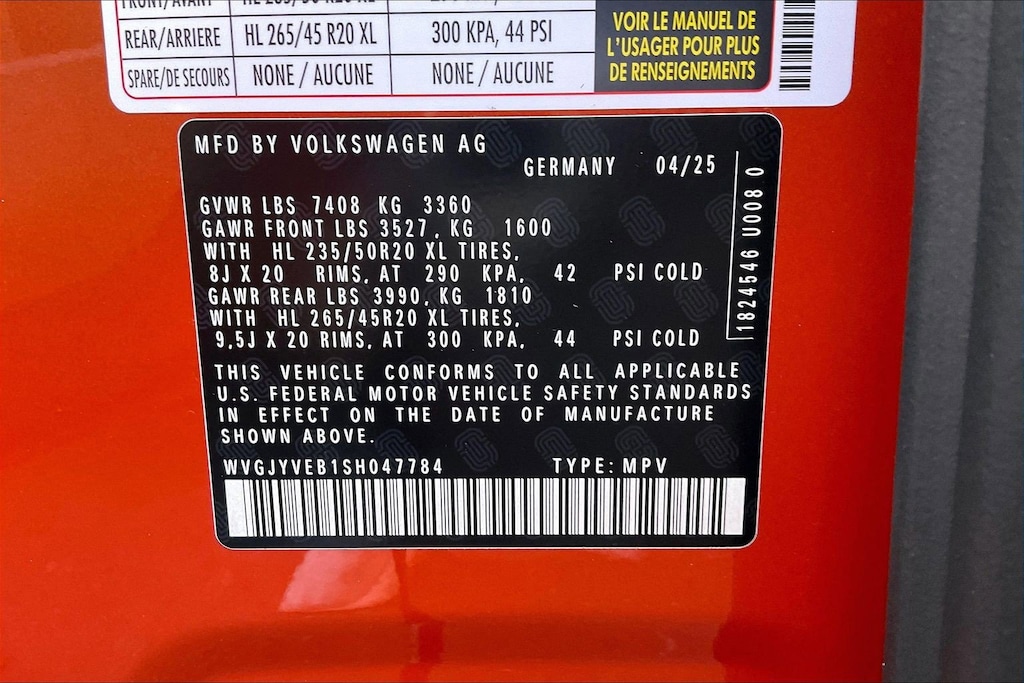 REAR/ARRIERE HL 265/45 R20 XL 300 KPA, 44 PSI
SPARE/DE SECOURS NONE / AUCUNE NONE / AUCUNE
VOIR LE MANUEL DE
L'USAGER POUR PLUS
DE RENSEIGNEMENTS
MFD BY VOLKSWAGEN AG
GERMANY 04/25
GVWR LBS 7408 KG 3360
GAWR FRONT LBS 3527, KG 1600
WITH HL 235/50R20 XL TIRES,
8J X 20 RIMS, AT 290 KPA, 42 PSI COLD
GAWR REAR LBS 3990, KG 1810
WITH HL 265/45R20 XL TIRES,
9,5J X 20 RIMS, AT 300 KPA, 44 PSI COLD
1824546 U008 0
THIS VEHICLE CONFORMS TO ALL APPLICABLE
U.S. FEDERAL MOTOR VEHICLE SAFETY STANDARDS
IN EFFECT ON THE DATE OF MANUFACTURE
SHOWN ABOVE.
WVGJYVEB1SH047784 TYPE: MPV